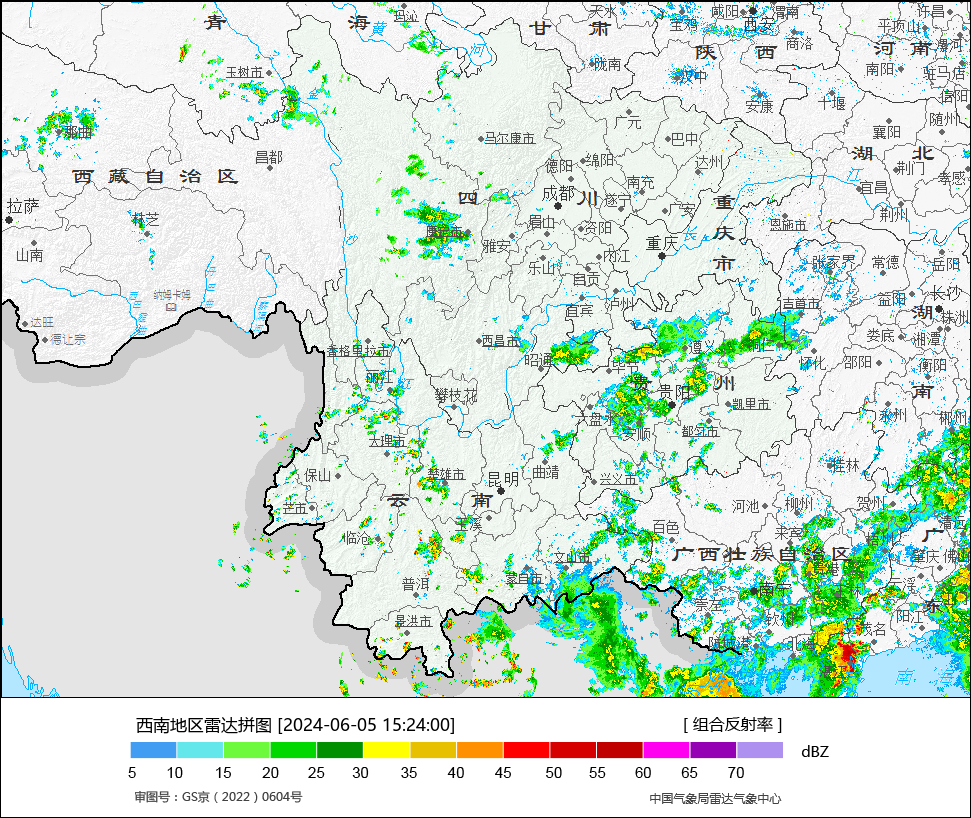 青 海 甘 肃
玛沁 黄 河 天水 宝鸡 咸阳 西安 渭南 许昌
陕 西 商洛 平顶山 漯河
河 南
玉树市 陇南 汉中 南阳 驻马店
金 安康 十堰 信阳
那曲 广元 襄阳 随州
马尔康市 巴中
昌都 德阳 绵阳 达州 湖 北
西 藏 自 治 区 南充 荆门 孝感
拉萨 四 川 成都 遂宁 广安 重 江 宜昌
林芝 眉山 资阳 荆州
山南 康定市 雅安 重庆 长 江 庆 恩施市
乐山 内江 市 张家界 常德 岳阳
自贡
纳姆卡姆 宜宾 泸州 吉首市 益阳 长沙
达旺 湖 株洲
德让宗 西昌市 娄底 湘潭
香格里拉市 昭通 毕节 遵义 铜仁 怀化 邵阳 衡阳
丽江 贵 州 南
攀枝花 贵阳 凯里市
六盘水 永州 郴州
大理市 安顺 都匀市
保山 楚雄市 昆明 曲靖 兴义市 桂林
云 南
芒市 河池 柳州 贺州
玉溪 百色 来宾 清远
临沧 广 西 壮 族 自 治 区 梧州 广
文山市 肇庆 佛山
普洱 蒙自市 贵港 云浮
南宁 东
景洪市 崇左 阳江
钦州 茂名
防城港 北海
南 海
西南地区雷达拼图 [2024-06-05 15:24:00] [ 组合反射率 ]
dBZ
5 10 15 20 25 30 35 40 45 50 55 60 65 70
审图号：GS京（2022）0604号 中国气象局雷达气象中心